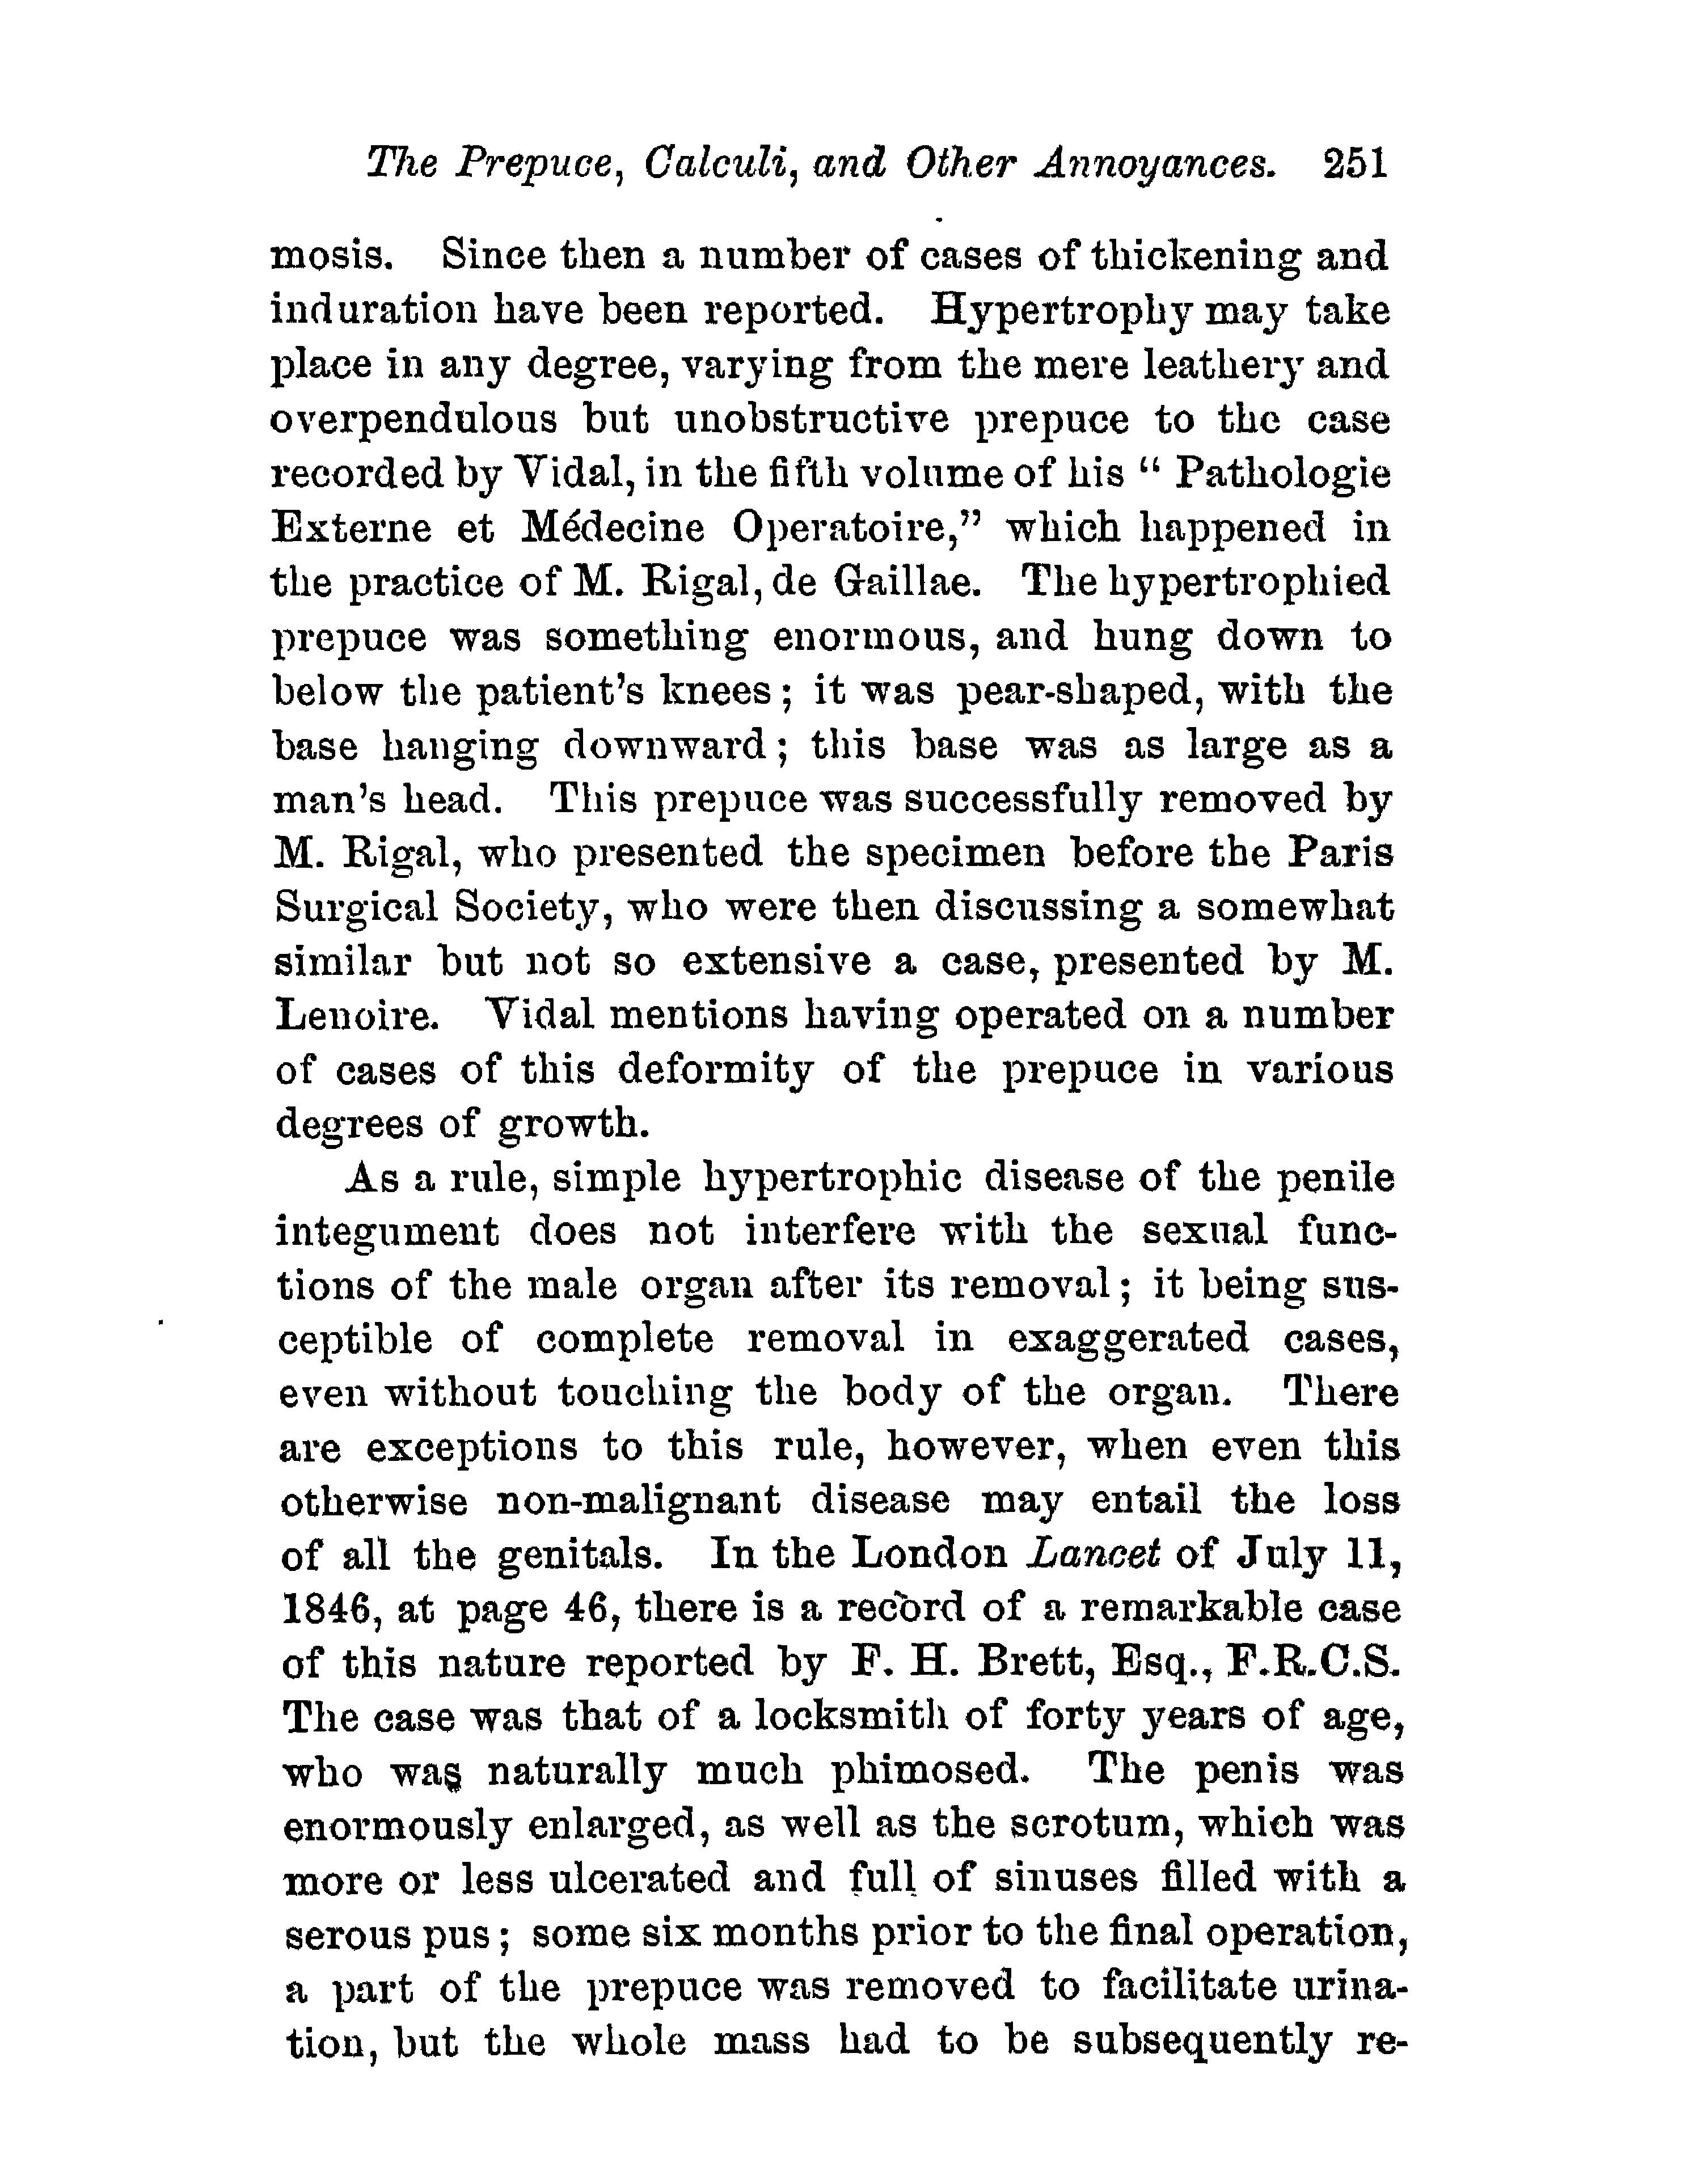 The Prepuce, Calculi, and Other Annoyances. 251
mosis. Since then a number of cases of thickening and
induration have been reported. Hypertrophy may take
place in any degree, varying from the mere leathery and
overpendulous but unobstructive prepuce to the case
recorded by Vidal, in the fifth volume of his “ Pathologie
Externe et Médecine Operatoire,” which happened in
the practice of M. Rigal, de Gaillae. The hypertrophied
prepuce was something enormous, and hung down to
below the patient's knees; it was pear-shaped, with the
base hanging downward; this base was as large as a
man's head. This prepuce was successfully removed by
M. Rigal, who presented the specimen before the Paris
Surgical Society, who were then discussing a somewhat
similar but not so extensive a case, presented by M.
Lenoire. Vidal mentions having operated on a number
of cases of this deformity of the prepuce in various
degrees of growth.
As a rule, simple hypertrophic disease of the penile
integument does not interfere with the sexual func-
tions of the male organ after its removal; it being sus-
ceptible of complete removal in exaggerated cases,
even without touching the body of the organ. There
are exceptions to this rule, however, when even this
otherwise non-malignant disease may entail the loss
of all the genitals. In the London Lancet of July 11,
1846, at page 46, there is a record of a remarkable case
of this nature reported by F. H. Brett, Esq., F.R.C.S.
The case was that of a locksmith of forty years of age,
who was naturally much phimosed. The penis was
enormously enlarged, as well as the scrotum, which was
more or less ulcerated and full of sinuses filled with a
serous pus; some six months prior to the final operation,
a part of the prepuce was removed to facilitate urina-
tion, but the whole mass had to be subsequently re-